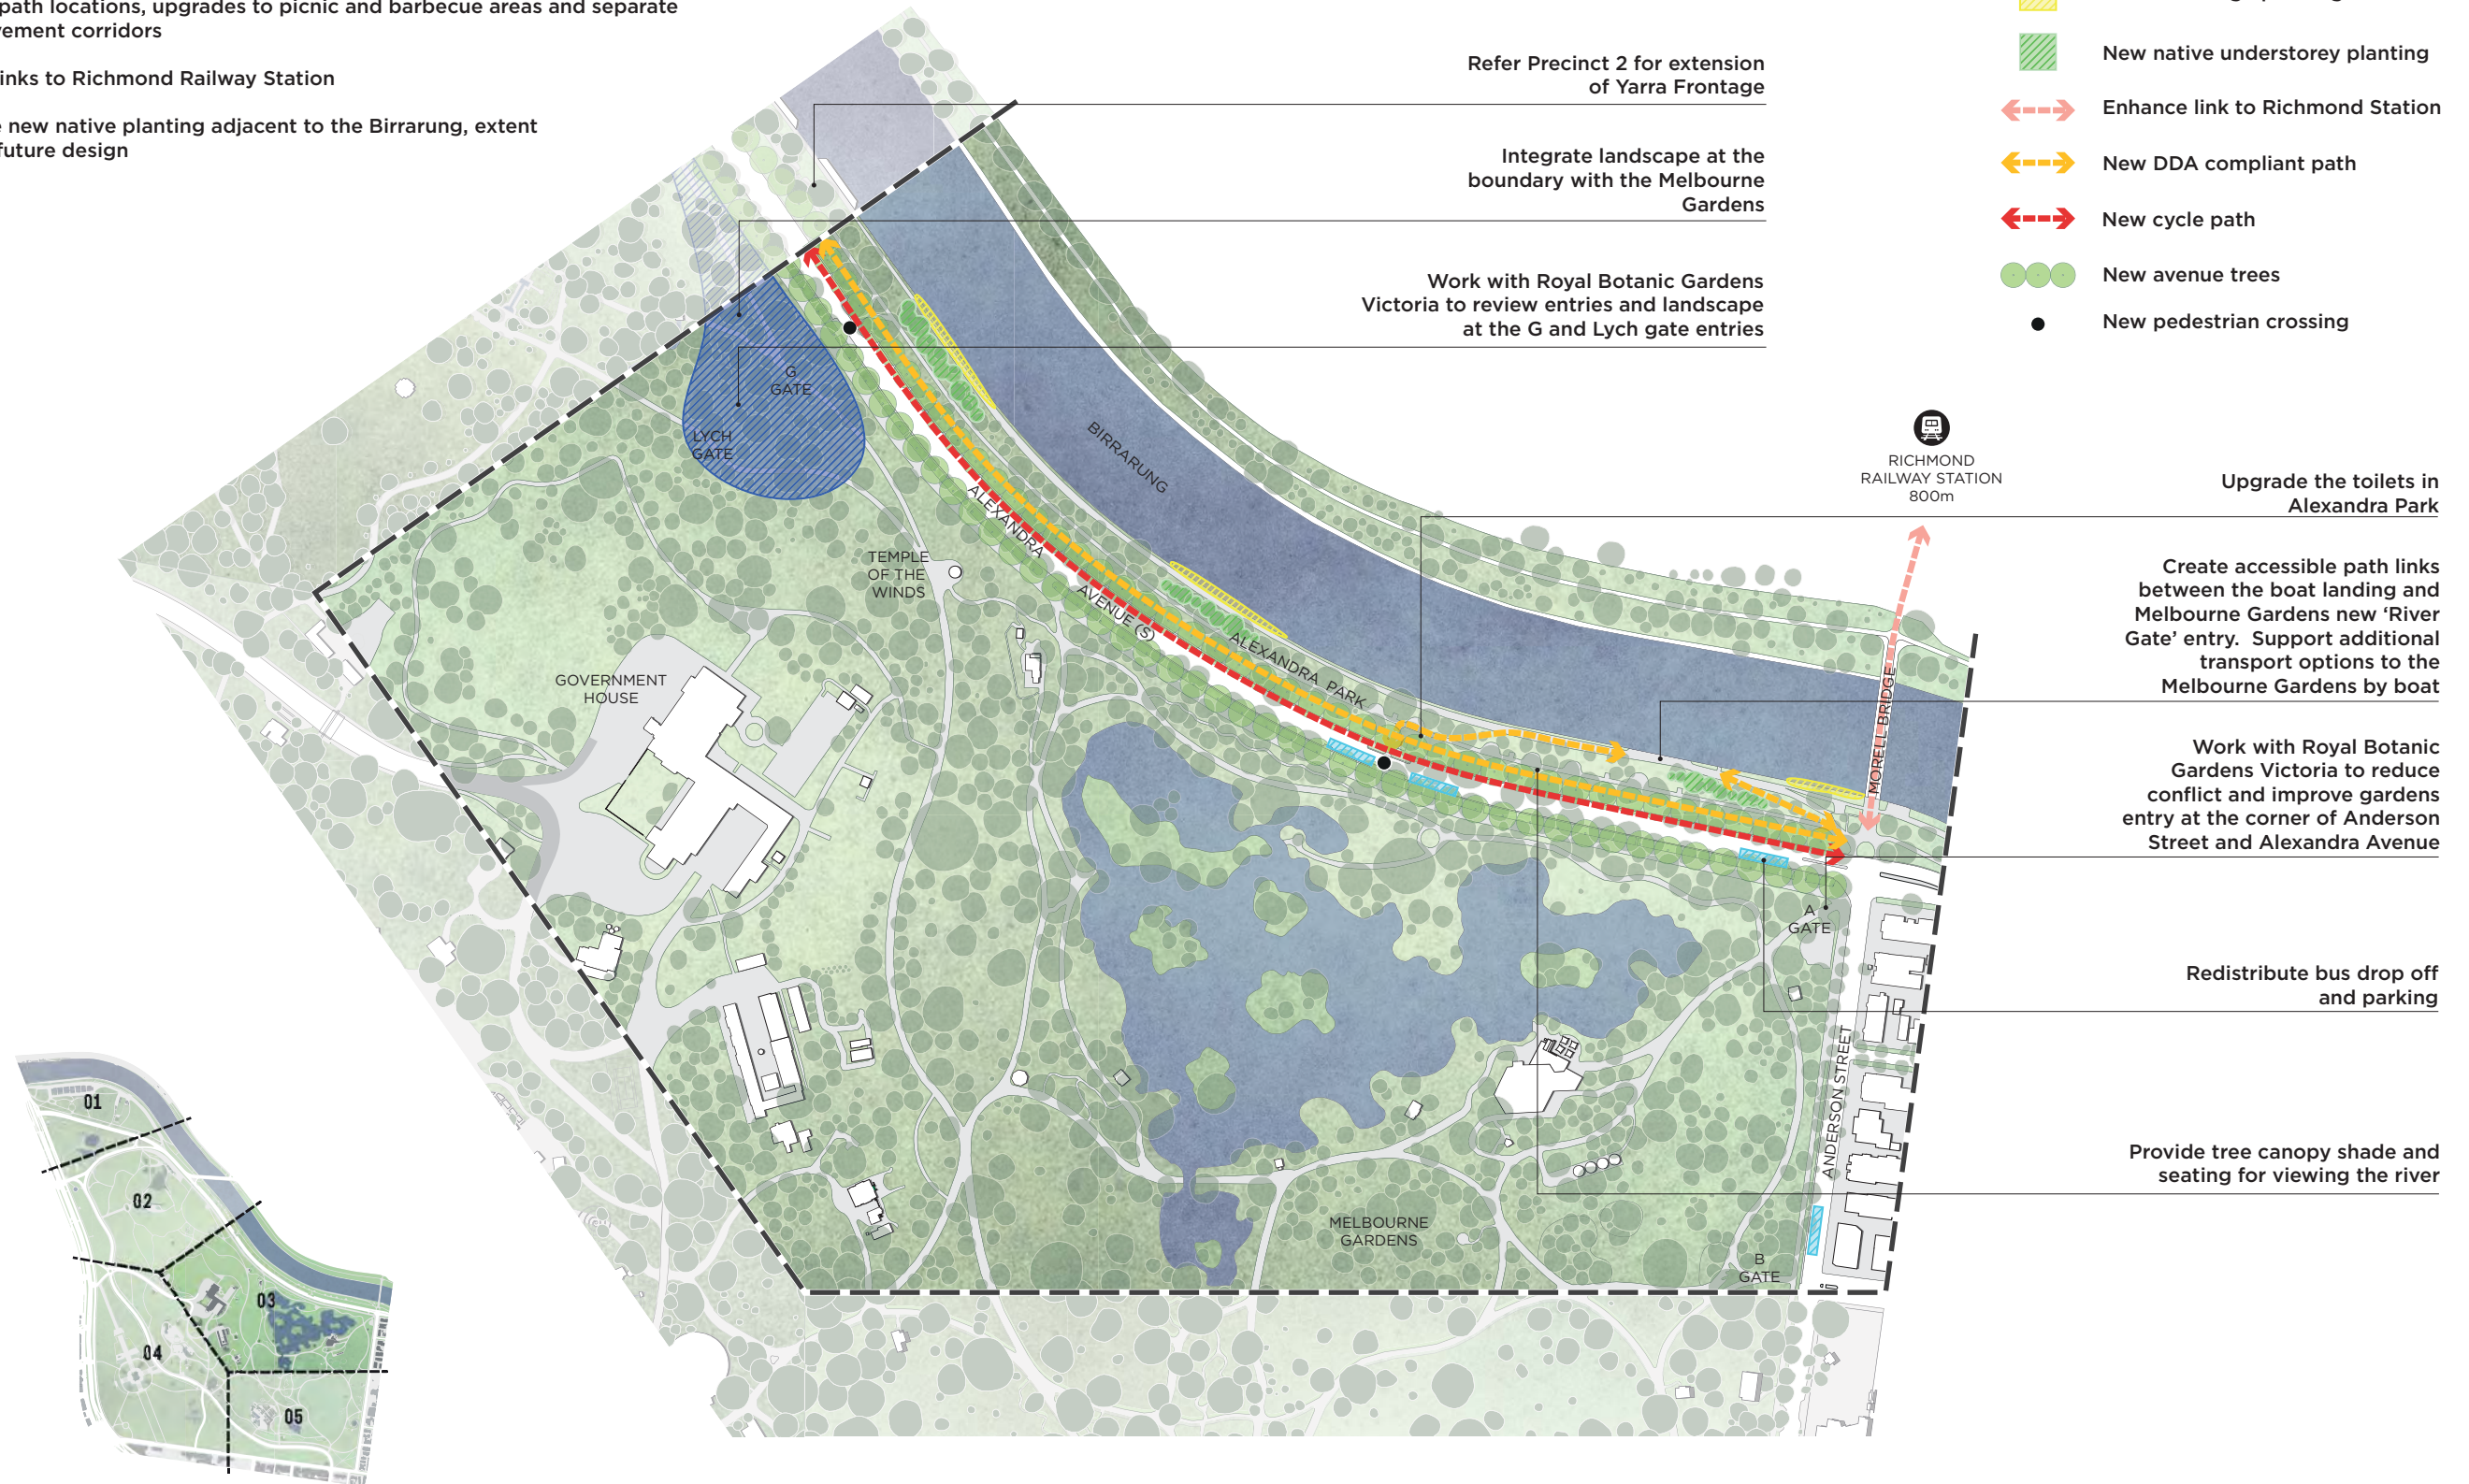 path locations, upgrades to picnic and barbecue areas and separate
vement corridors
inks to Richmond Railway Station
new native planting adjacent to the Birrarung, extent
future design
New native understorey planting
Enhance link to Richmond Station
New DDA compliant path
New cycle path
New avenue trees
New pedestrian crossing
Refer Precinct 2 for extension
of Yarra Frontage
Integrate landscape at the
boundary with the Melbourne
Gardens
Work with Royal Botanic Gardens
Victoria to review entries and landscape
at the G and Lych gate entries
G
GATE
LYCH
GATE
BIRRARUNG
ALEXANDRA
AVENUE (S)
TEMPLE
OF THE
WINDS
ALEXANDRA PARK
GOVERNMENT
HOUSE
RICHMOND
RAILWAY STATION
800m
MORELL BRIDGE
Upgrade the toilets in
Alexandra Park
Create accessible path links
between the boat landing and
Melbourne Gardens new ‘River
Gate’ entry. Support additional
transport options to the
Melbourne Gardens by boat
Work with Royal Botanic
Gardens Victoria to reduce
conflict and improve gardens
entry at the corner of Anderson
Street and Alexandra Avenue
A
GATE
Redistribute bus drop off
and parking
ANDERSON STREET
Provide tree canopy shade and
seating for viewing the river
MELBOURNE
GARDENS
B
GATE
01
02
03
04
05